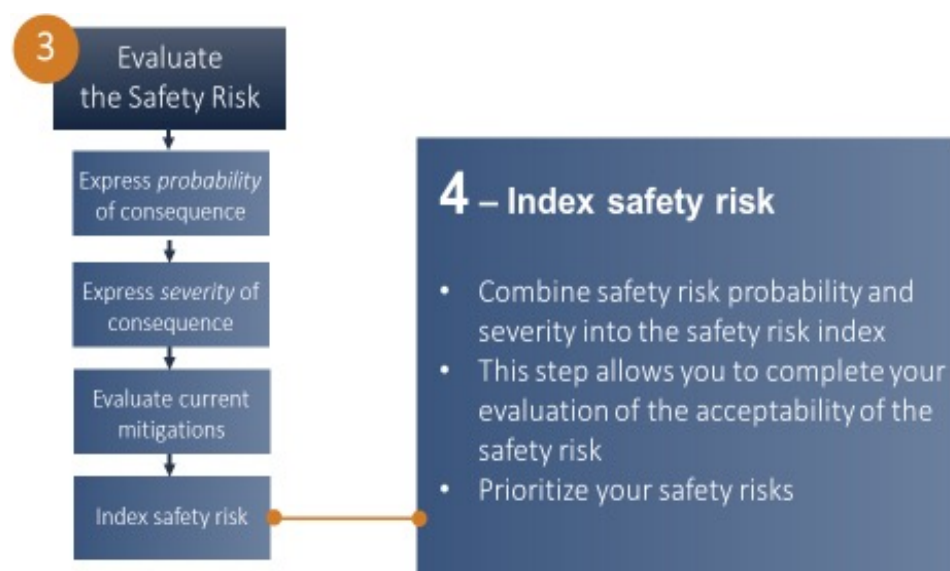 3
Evaluate
the Safety Risk
Express probability
of consequence
Express severity of
consequence
Evaluate current
mitigations
Index safety risk
4 – Index safety risk
• Combine safety risk probability and
severity into the safety risk index
• This step allows you to complete your
evaluation of the acceptability of the
safety risk
• Prioritize your safety risks